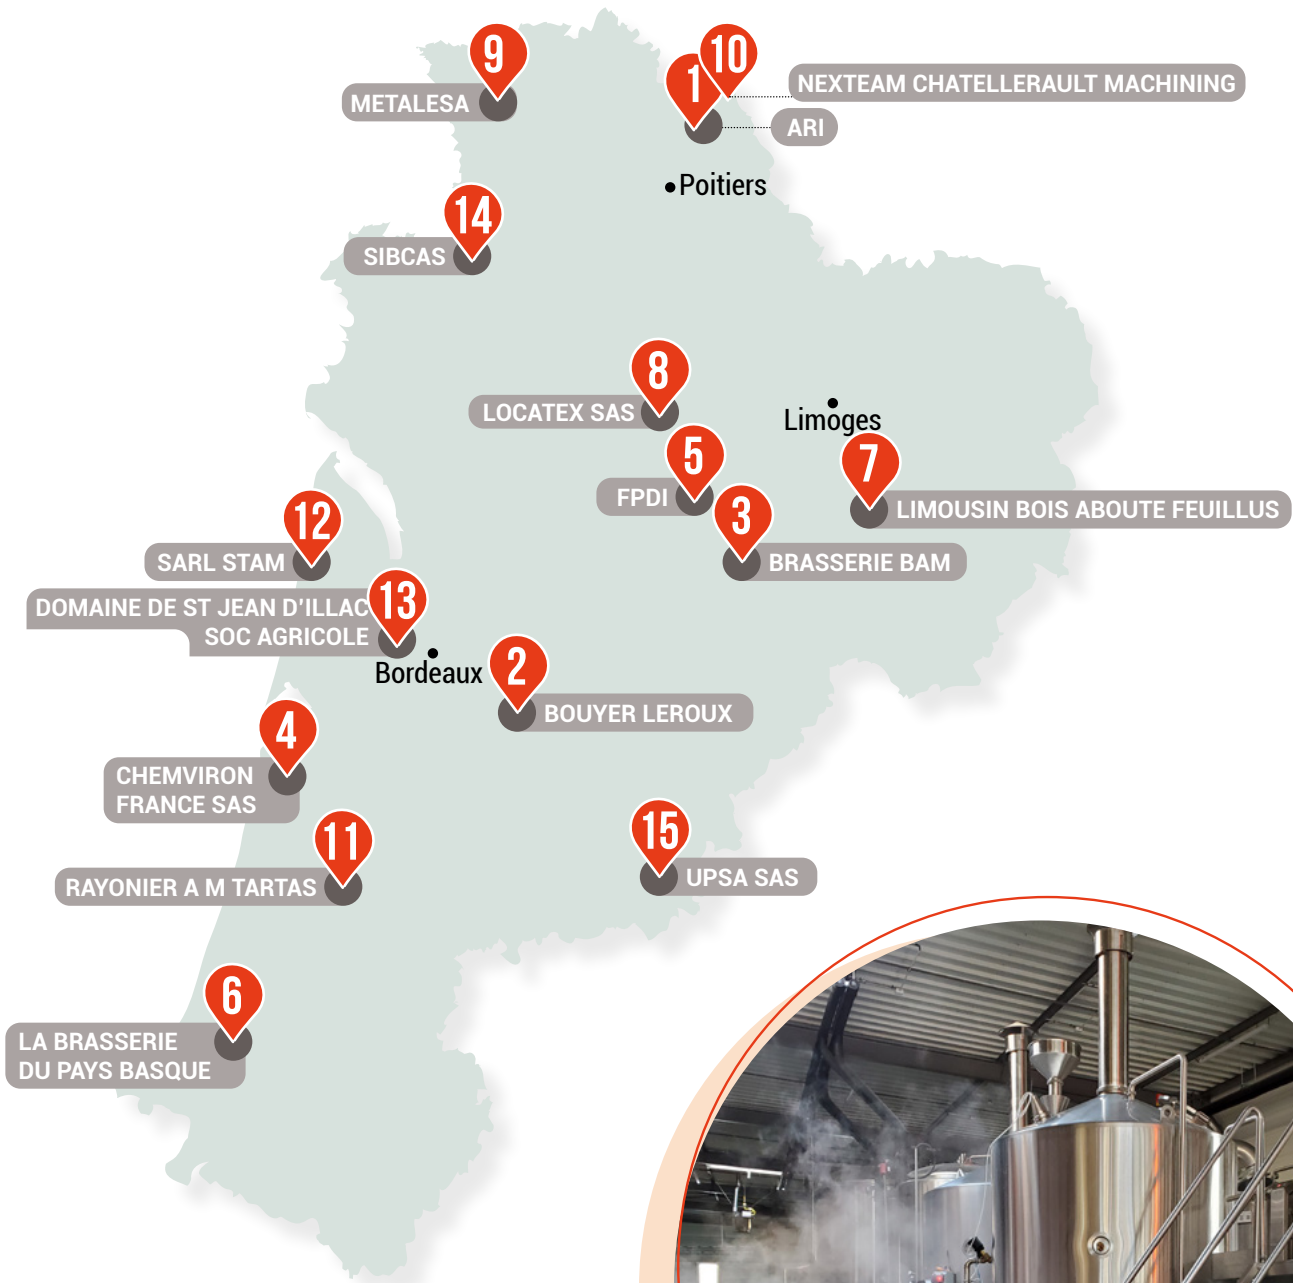 9
10
1
NEXTEAM CHATELLERAULT MACHINING
METALESA
ARI
Poitiers
14
SIBCAS
8
LOCATEX SAS
Limoges
5
7
FPDI
3
LIMOUSIN BOIS ABOUTE FEUILLUS
12
SARL STAM
BRASSERIE BAM
13
DOMAINE DE ST JEAN D'ILLAC
SOC AGRICOLE
Bordeaux
2
BOUYER LEROUX
4
CHEMVIRON
FRANCE SAS
11
15
RAYONIER A M TARTAS
UPSA SAS
6
LA BRASSERIE
DU PAYS BASQUE